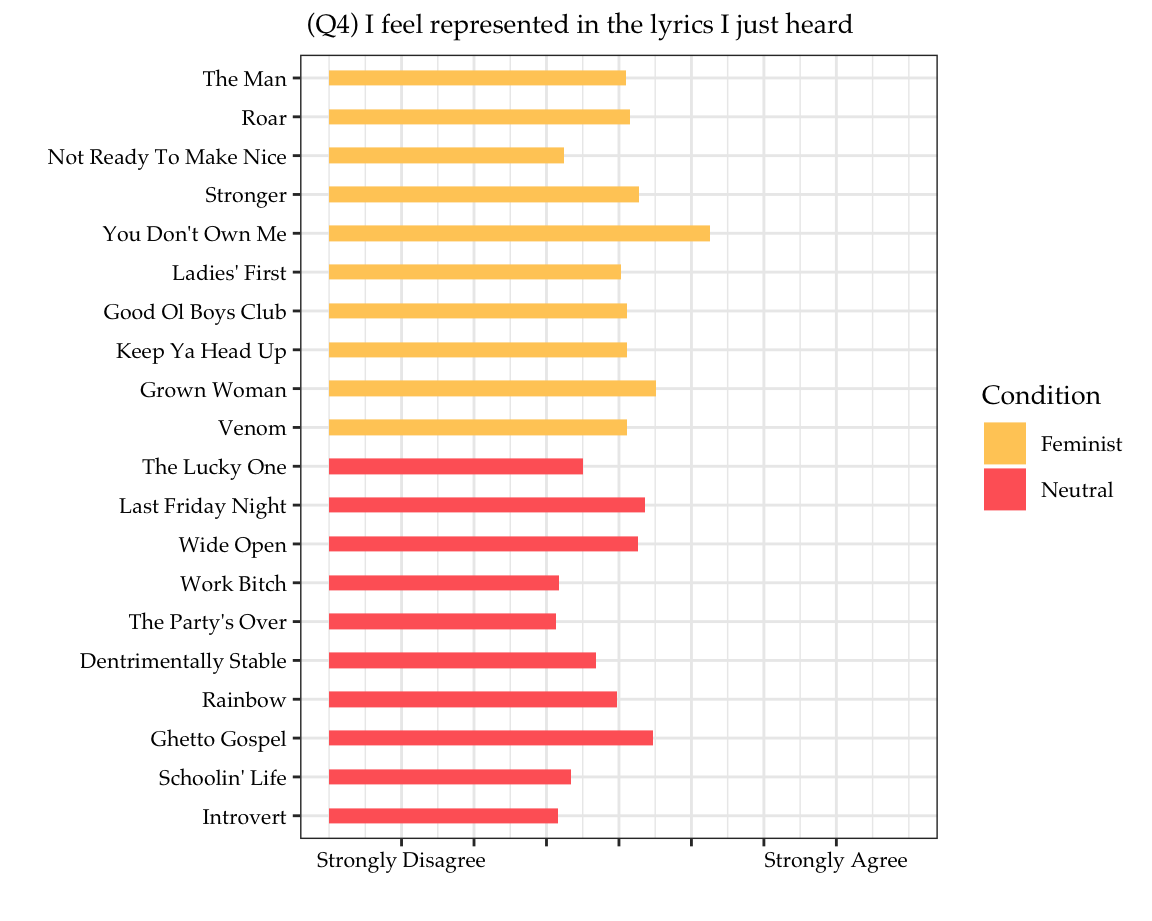 (Q4) I feel represented in the lyrics I just heard
The Man
Roar
Not Ready To Make Nice
Stronger
You Don't Own Me
Ladies' First
Good Ol Boys Club
Keep Ya Head Up
Grown Woman
Venom
The Lucky One
Last Friday Night
Wide Open
Work Bitch
The Party's Over
Dentrimentally Stable
Rainbow
Ghetto Gospel
Schoolin' Life
Introvert
Strongly Disagree
Strongly Agree
Condition
Feminist
Neutral